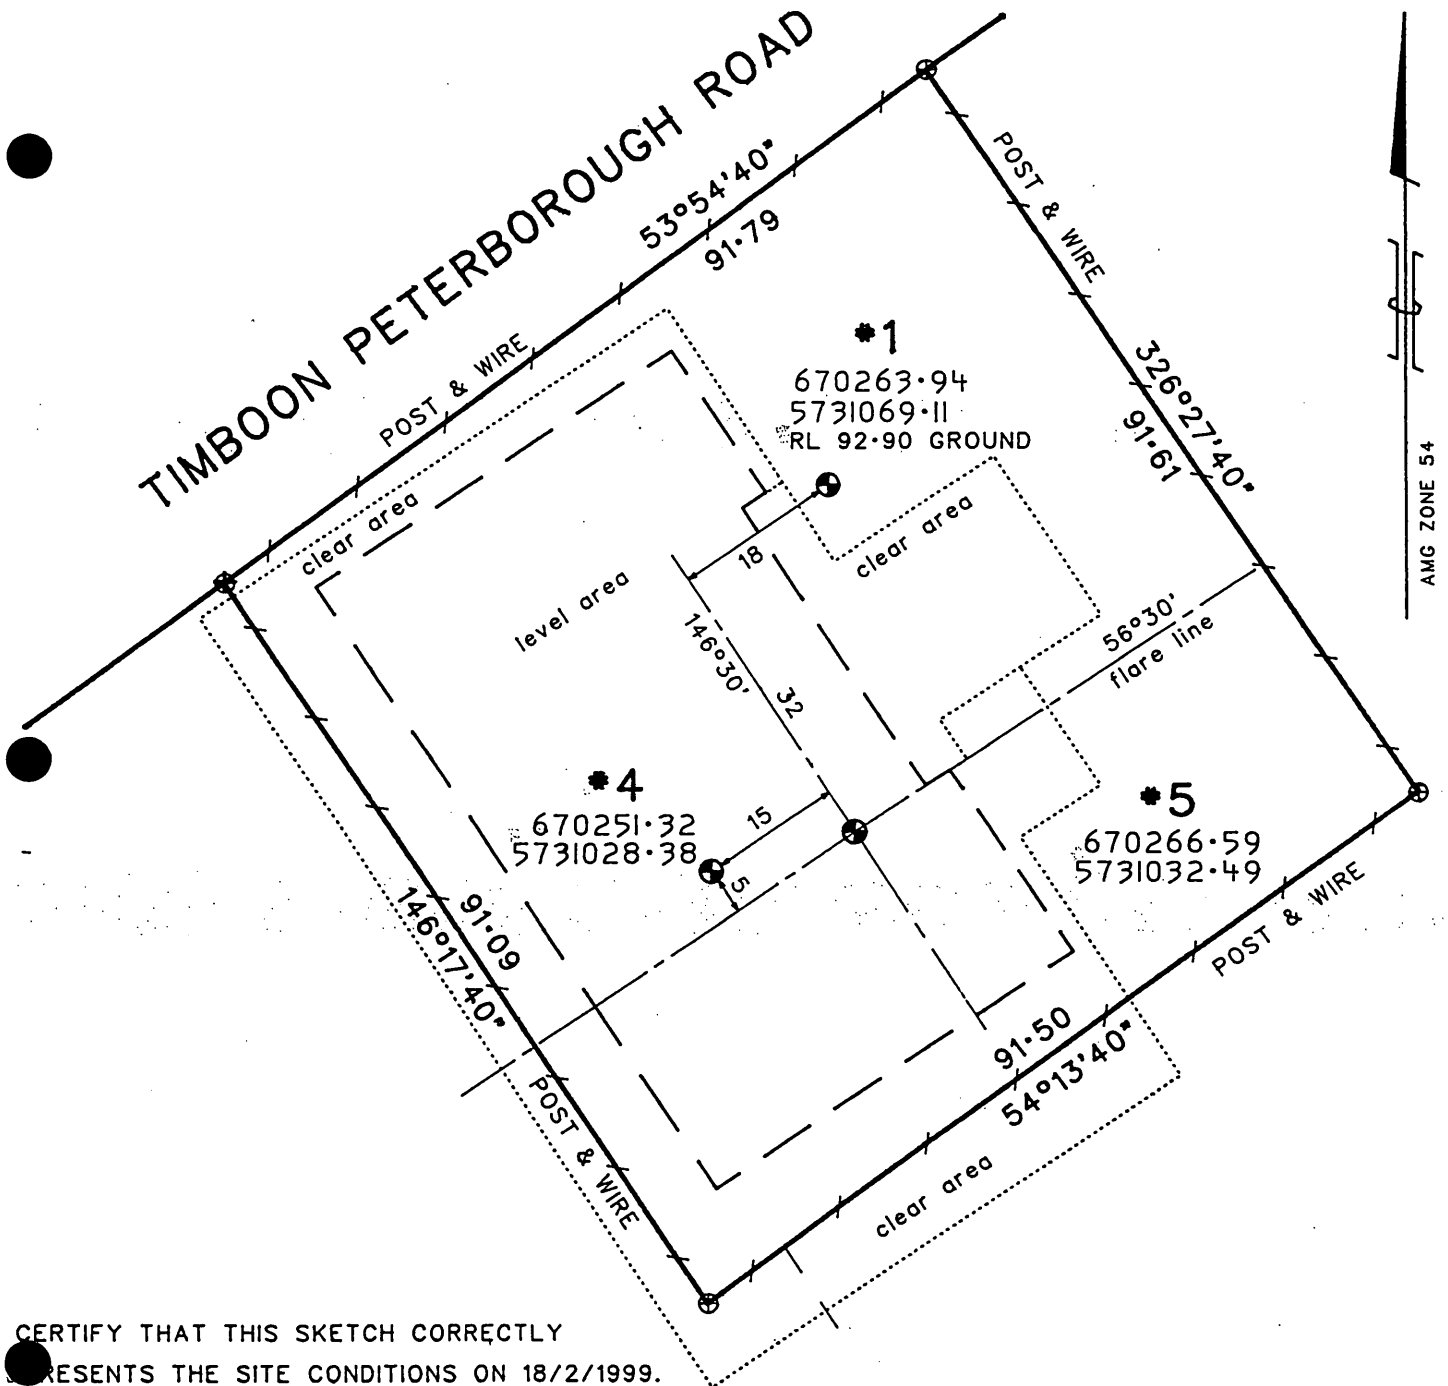 TIMBOON PETERBOROUGH ROAD
53°54'40"
91·79
POST & WIRE
POST & WIRE
*1
670263·94
5731069·11
RL 92·90 GROUND
326°27'40"
91·61
AMG ZONE 54
clear area
clear area
level area
18
146°30'
32
56°30'
flare line
*4
670251·32
5731028·38
15
5
*5
670266·59
5731032·49
91·09
146°17'40"
POST & WIRE
POST & WIRE
91·50
54°13'40"
clear area
CERTIFY THAT THIS SKETCH CORRECTLY
RESENTS THE SITE CONDITIONS ON 18/2/1999.